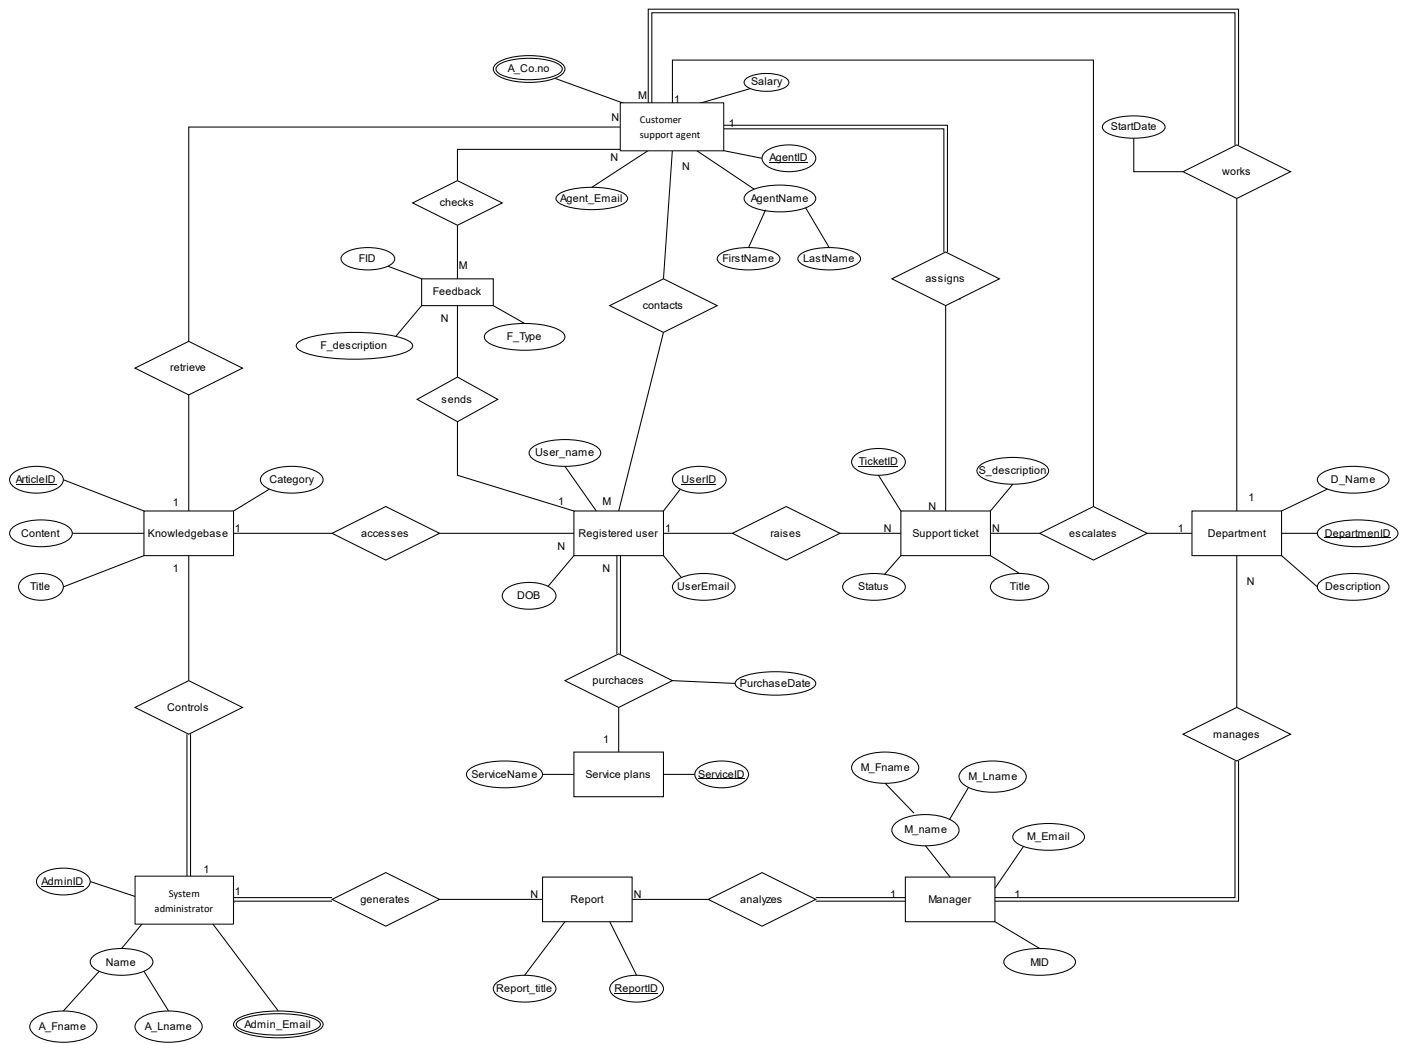 A_Co.no
Salary
M
1
N
Customer
support agent
1
StartDate
N
N
AgentID
works
Agent_Email
AgentName
checks
FID
M
FirstName
LastName
Feedback
assigns
contacts
N
F_description
F_Type
retrieve
sends
User_name
TicketID
S_description
ArticleID
Category
UserID
D_Name
1
1
M
N
1
Content
Knowledgebase
1
accesses
N
Registered user
1
raises
N
Support ticket
N
escalates
1
Department
DepartmenID
1
N
N
Title
DOB
UserEmail
Status
Title
Description
purchaces
PurchaseDate
Controls
manages
1
ServiceName
Service plans
ServiceID
M_Fname
M_Lname
M_name
M_Email
1
AdminID
System
administrator
1
generates
N
Report
N
analyzes
1
Manager
1
Name
MID
Report_title
ReportID
A_Fname
A_Lname
Admin_Email